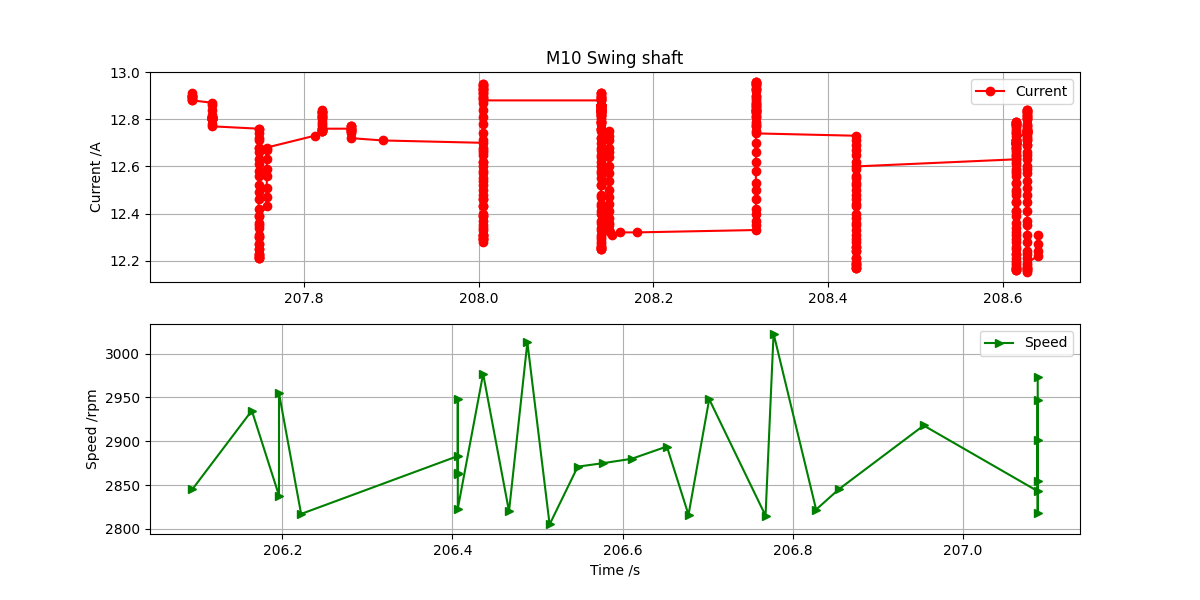 M10 Swing shaft
Current /A
13.0
12.8
12.6
12.4
12.2
Current
207.8 208.0 208.2 208.4 208.6
Speed /rpm
3000
2950
2900
2850
2800
Speed
206.2 206.4 206.6 206.8 207.0
Time /s